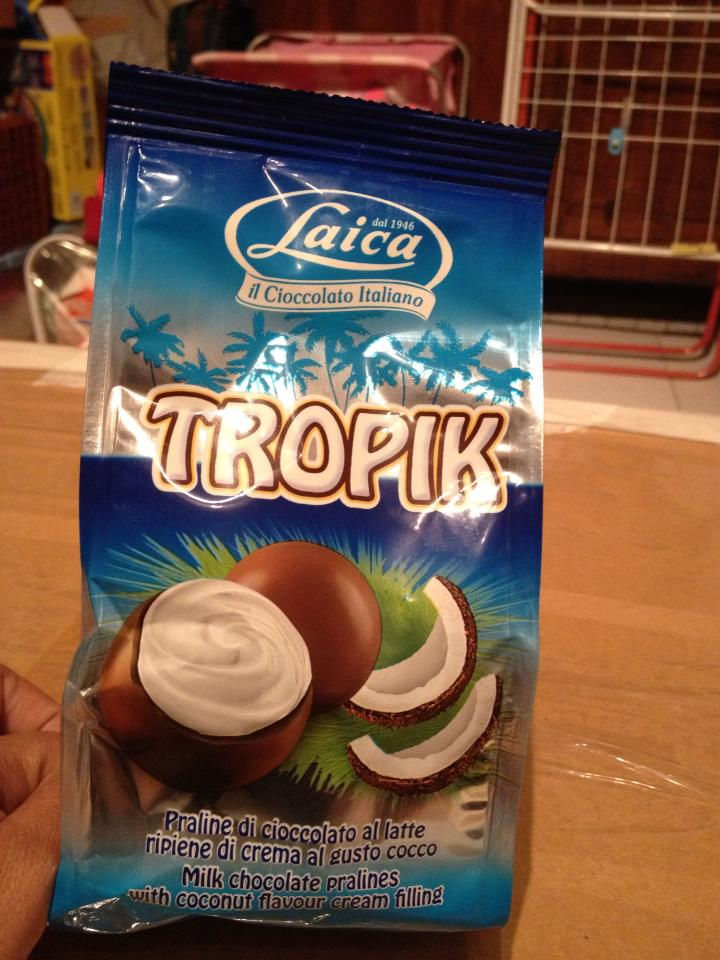 dal 1946
Laica
il Cioccolato Italiano
TROPIK
Praline di cioccolato al latte
ripiene di crema al gusto cocco
Milk chocolate pralines
with coconut flavour cream filling